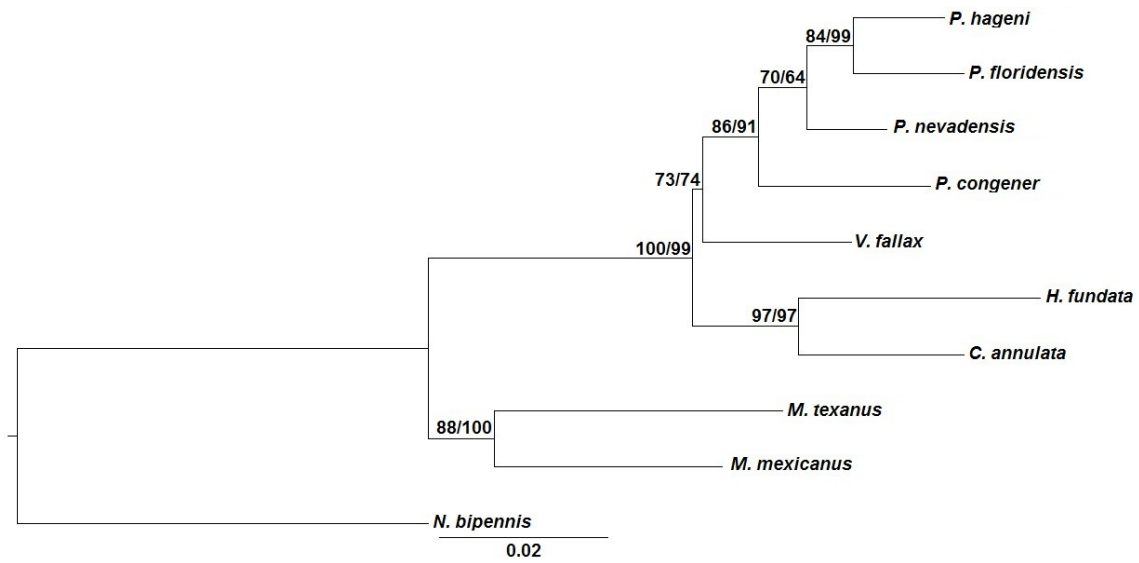 P. hageni
84/99
P. floridensis
70/64
P. nevadensis
86/91
73/74
P. congener
V. fallax
100/99
H. fundata
97/97
C. annulata
M. texanus
88/100
M. mexicanus
N. bipennis
0.02